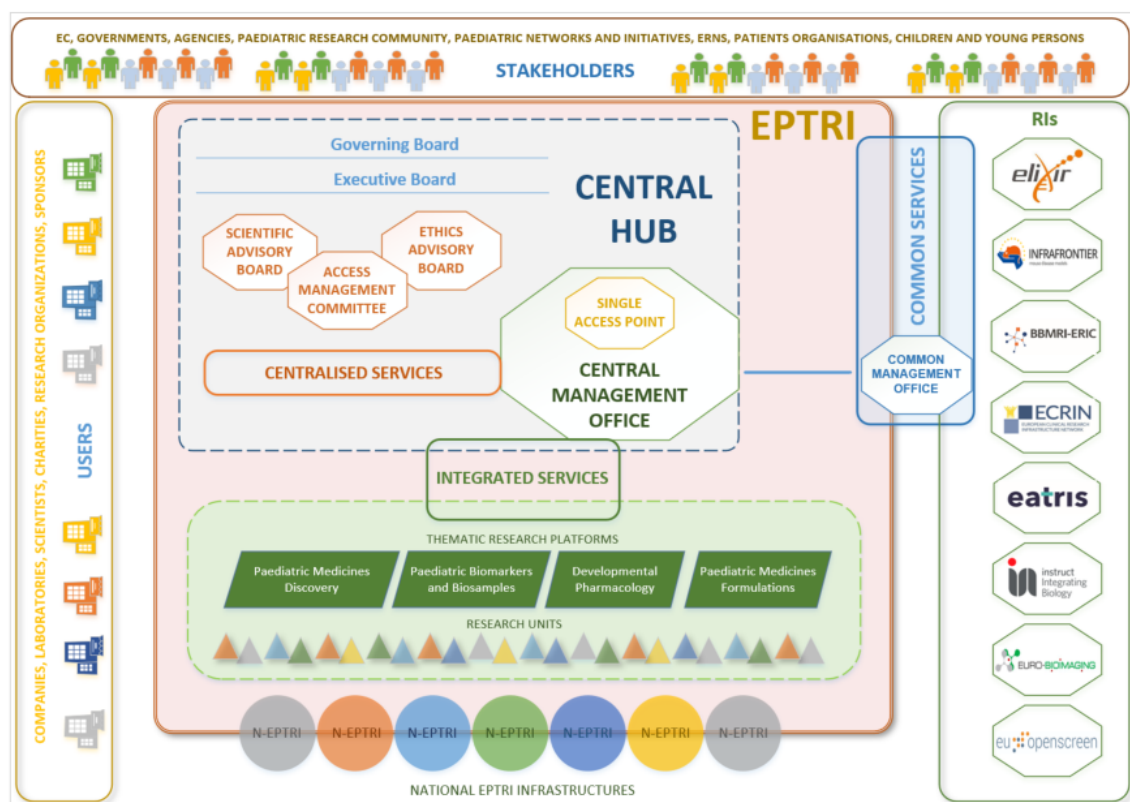 EC, GOVERNMENTS, AGENCIES, PAEDIATRIC RESEARCH COMMUNITY, PAEDIATRIC NETWORKS AND INITIATIVES, ERNS, PATIENTS ORGANISATIONS, CHILDREN AND YOUNG PERSONS
STAKEHOLDERS
COMPANIES, LABORATORIES, SCIENTISTS, CHARITIES, RESEARCH ORGANIZATIONS, SPONSORS
USERS
EPTRI
Governing Board
Executive Board
CENTRAL
HUB
SCIENTIFIC
ADVISORY
BOARD
ETHICS
ADVISORY
BOARD
ACCESS
MANAGEMENT
COMMITTEE
SINGLE
ACCESS POINT
CENTRALISED SERVICES
CENTRAL
MANAGEMENT
OFFICE
INTEGRATED SERVICES
THEMATIC RESEARCH PLATFORMS
Paediatric Medicines
Discovery
Paediatric Biomarkers
and Biosamples
Developmental
Pharmacology
Paediatric Medicines
Formulations
RESEARCH UNITS
N-EPTRI
N-EPTRI
N-EPTRI
N-EPTRI
N-EPTRI
N-EPTRI
N-EPTRI
NATIONAL EPTRI INFRASTRUCTURES
COMMON SERVICES
COMMON
MANAGEMENT
OFFICE
RIs
elixir
INFRAFRONTIER
BBMRI-ERIC
ECRIN
EUROPEAN CLINICAL RESEARCH
INFRASTRUCTURE NETWORK
eatris
instruct
Integrating
Biology
EURO-BIOIMAGING
eu openscreen